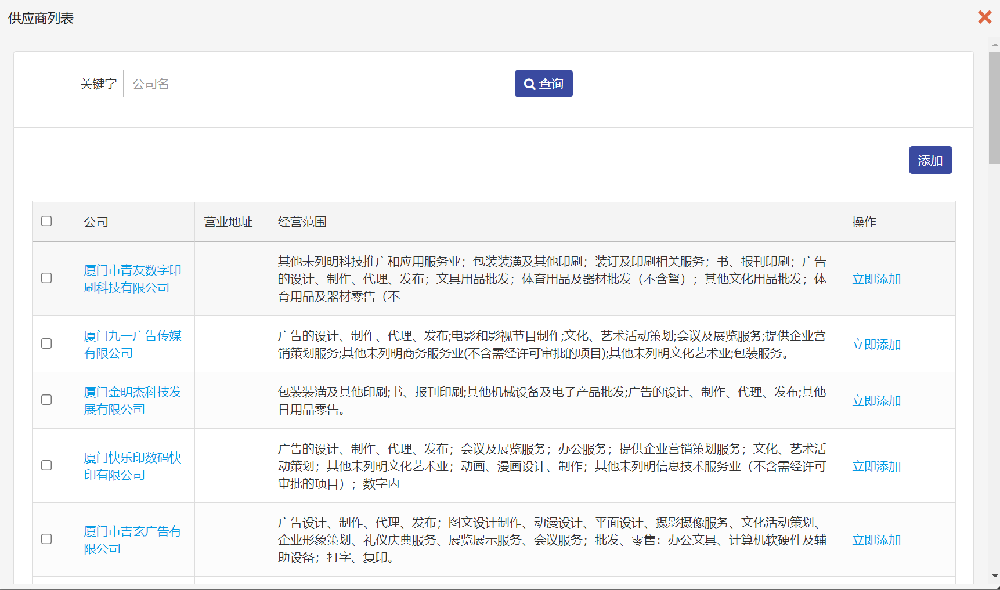 供应商列表
关键字 公司名 查询
添加
公司 营业地址 经营范围 操作
厦门市青友数字印
刷科技有限公司
其他未列明科技推广和应用服务业；包装装潢及其他印刷；装订及印刷相关服务；书、报刊印刷；广告
的设计、制作、代理、发布；文具用品批发；体育用品及器材批发（不含弩）；其他文化用品批发；体
育用品及器材零售（不
立即添加
厦门九一广告传媒
有限公司
广告的设计、制作、代理、发布;电影和影视节目制作;文化、艺术活动策划;会议及展览服务;提供企业营
销策划服务;其他未列明商务服务业(不含需经许可审批的项目);其他未列明文化艺术业;包装服务。
立即添加
厦门金明杰科技发
展有限公司
包装装潢及其他印刷;书、报刊印刷;其他机械设备及电子产品批发;广告的设计、制作、代理、发布;其他
日用品零售。
立即添加
厦门快乐印数码快
印有限公司
广告的设计、制作、代理、发布；会议及展览服务；办公服务；提供企业营销策划服务；文化、艺术活
动策划；其他未列明文化艺术业；动画、漫画设计、制作；其他未列明信息技术服务业（不含需经许可
审批的项目）；数字内
立即添加
厦门市吉玄广告有
限公司
广告设计、制作、代理、发布；图文设计制作、动漫设计、平面设计、摄影摄像服务、文化活动策划、
企业形象策划、礼仪庆典服务、展览展示服务、会议服务；批发、零售：办公文具、计算机软硬件及辅
助设备；打字、复印。
立即添加